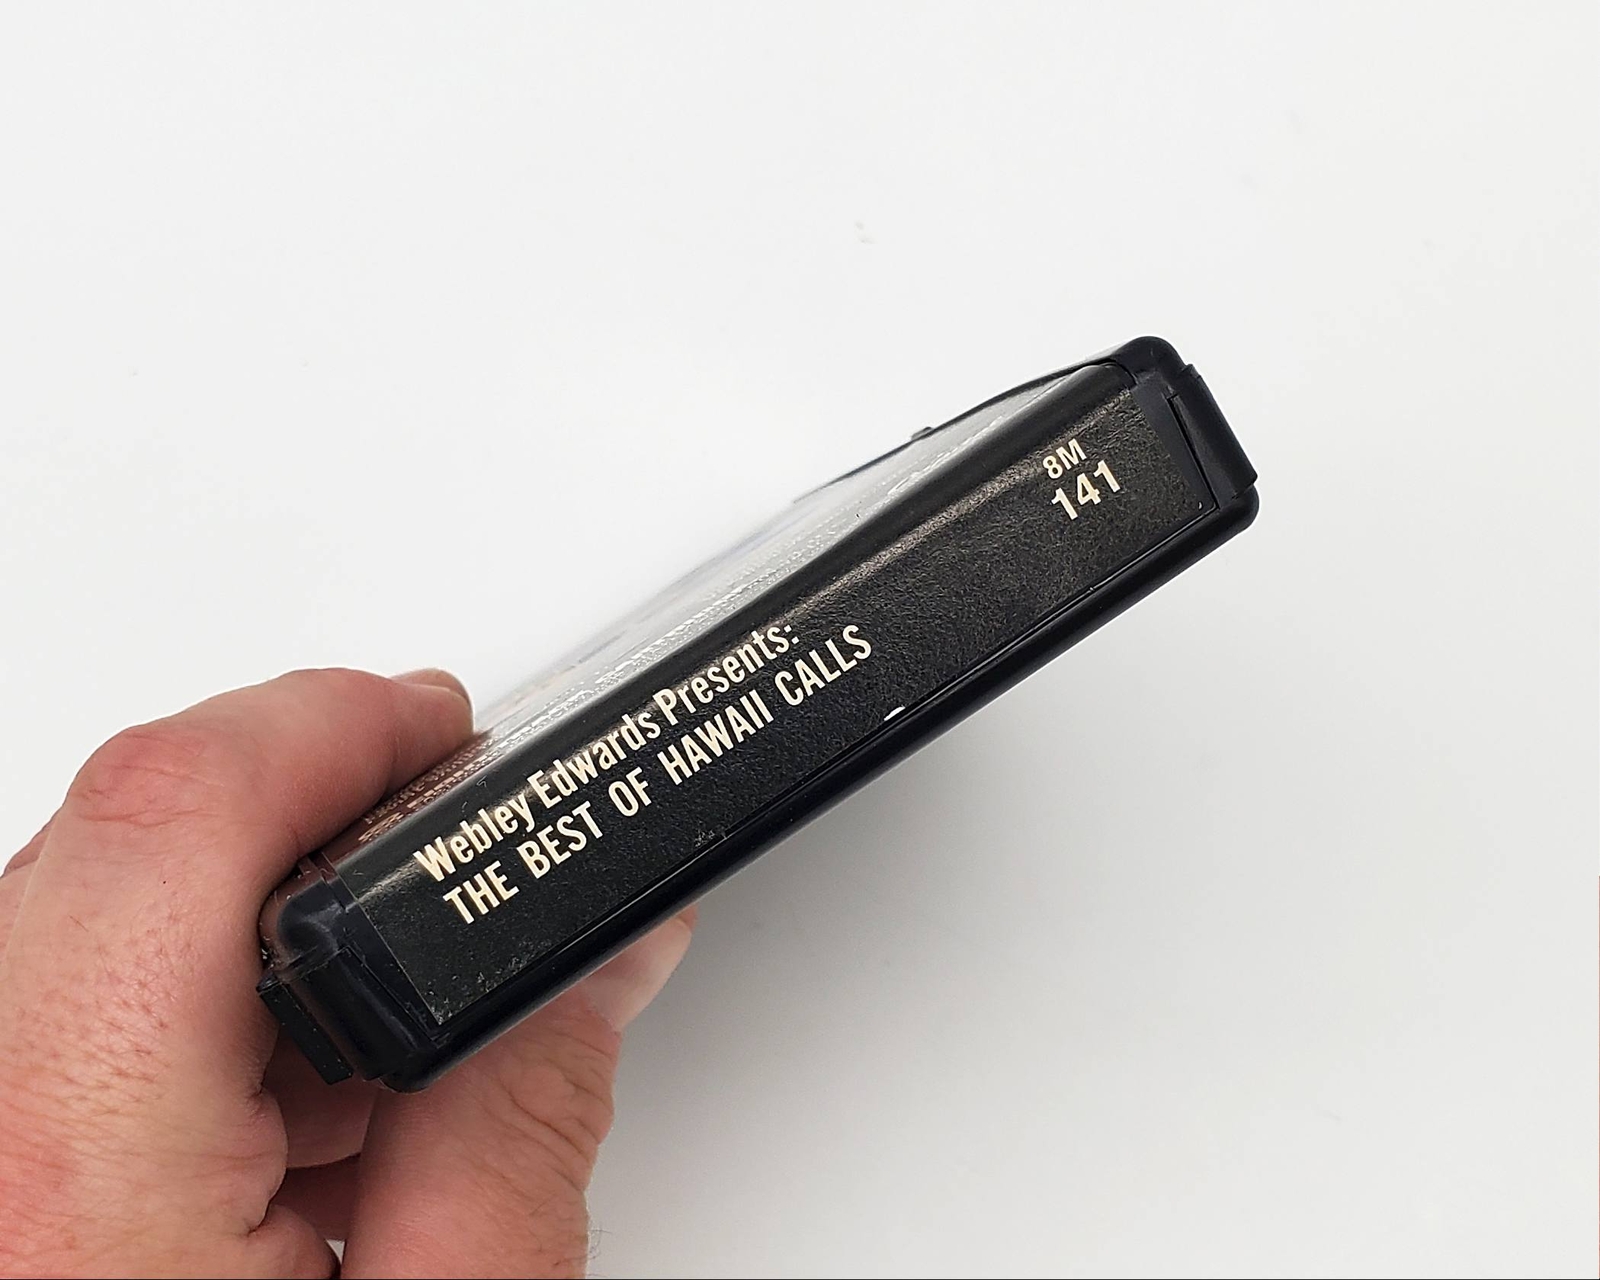 8M
141
Webley Edwards Presents:
THE BEST OF HAWAII CALLS